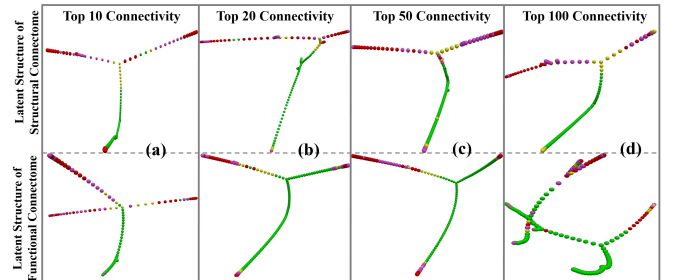 Top 10 Connectivity
Top 20 Connectivity
Top 50 Connectivity
Top 100 Connectivity
Latent Structure of
Structural Connectome
(a)
(b)
(c)
(d)
Latent Structure of
Functional Connectome